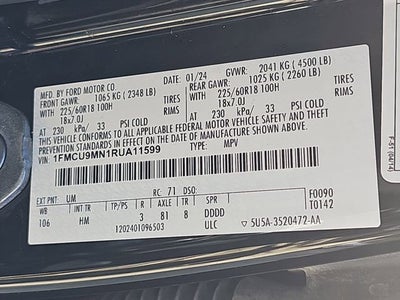 MFD. BY FORD MOTOR CO.
01/24 GVWR: 2041 KG (4500 LB)
FRONT GAWR: 1065 KG (2348 LB)
REAR GAWR: 1025 KG (2260 LB)
225/60R18 100H
225/60R18 100H
18x7.0J
18x7.0J
AT 230 kPa/ 33 PSI COLD
AT 230 kPa/ 33 PSI COLD
THIS VEHICLE CONFORMS TO ALL APPLICABLE FEDERAL MOTOR VEHICLE SAFETY, BUMPER, AND
THEFT PREVENTION STANDARDS IN EFFECT ON THE DATE OF MANUFACTURE SHOWN ABOVE.
VIN: 1FMCU9MN1RUA11599
TYPE: MPV
F-51 (04/14)
EXT PNT: UM RC: 71 DSO:
WB INT TR TP/PS R AXLE TR SPR
106 HM 3 81 8 DDDD
F0090
T0142
1202401096503 ULC
5U5A-3520472-AA